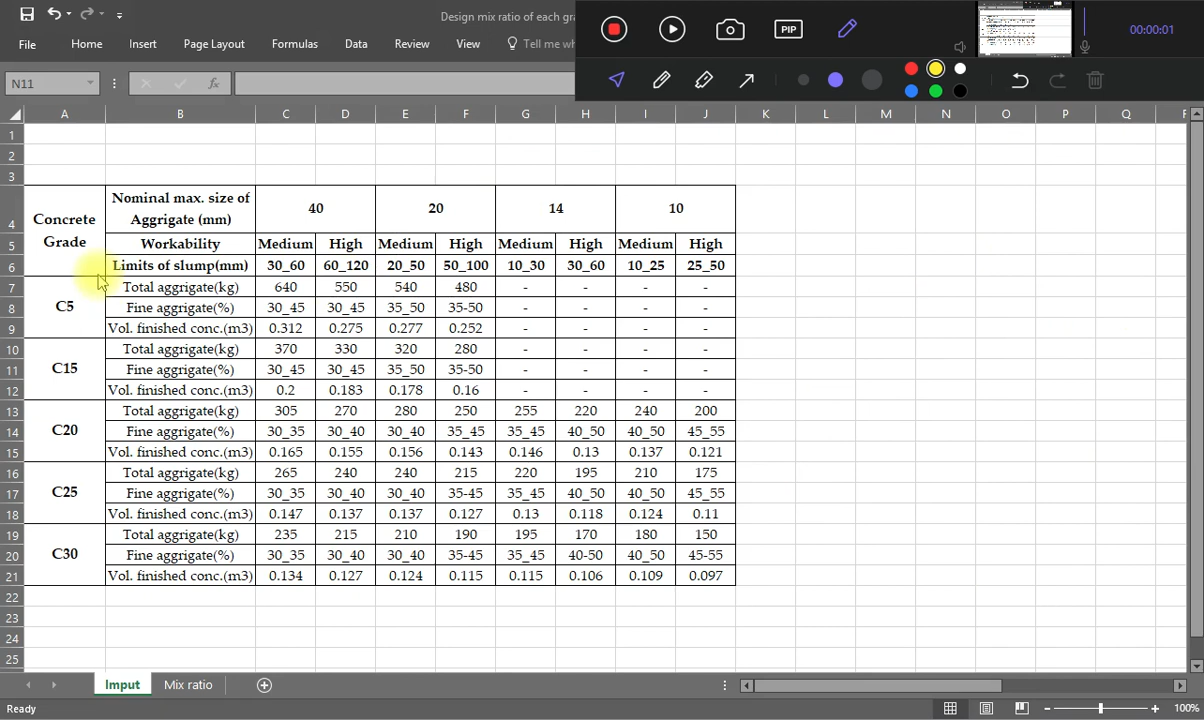 Design mix ratio of each gra
PIP
00:00:01
File Home Insert Page Layout Formulas Data Review View Tell me wh
N11 fx
A B C D E F G H I J K L M N O P Q
1
2
3
4 Concrete Grade Nominal max. size of Aggrigate (mm) 40 20 14 10
5 Workability Medium High Medium High Medium High Medium High
6 Limits of slump(mm) 30_60 60_120 20_50 50_100 10_30 30_60 10_25 25_50
7 C5 Total aggrigate(kg) 640 550 540 480 - - - -
8 Fine aggrigate(%) 30_45 30_45 35_50 35-50 - - - -
9 Vol. finished conc.(m3) 0.312 0.275 0.277 0.252 - - - -
10 C15 Total aggrigate(kg) 370 330 320 280 - - - -
11 Fine aggrigate(%) 30_45 30_45 35_50 35-50 - - - -
12 Vol. finished conc.(m3) 0.2 0.183 0.178 0.16 - - - -
13 C20 Total aggrigate(kg) 305 270 280 250 255 220 240 200
14 Fine aggrigate(%) 30_35 30_40 30_40 35_45 35_45 40_50 40_50 45_55
15 Vol. finished conc.(m3) 0.165 0.155 0.156 0.143 0.146 0.13 0.137 0.121
16 C25 Total aggrigate(kg) 265 240 240 215 220 195 210 175
17 Fine aggrigate(%) 30_35 30_40 30_40 35-45 35_45 40_50 40_50 45_55
18 Vol. finished conc.(m3) 0.147 0.137 0.137 0.127 0.13 0.118 0.124 0.11
19 C30 Total aggrigate(kg) 235 215 210 190 195 170 180 150
20 Fine aggrigate(%) 30_35 30_40 30_40 35-45 35_45 40-50 40_50 45-55
21 Vol. finished conc.(m3) 0.134 0.127 0.124 0.115 0.115 0.106 0.109 0.097
22
23
24
25
Imput Mix ratio
Ready 100%